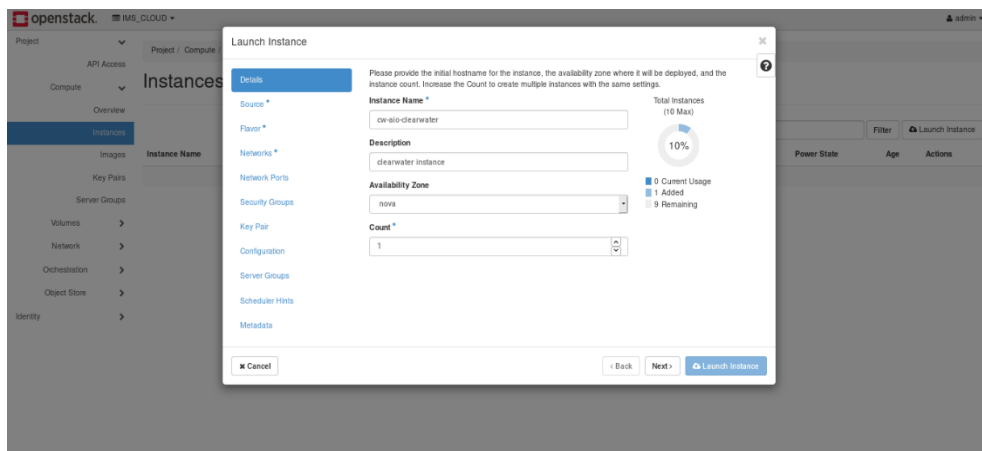 openstack.
IMS_CLOUD
admin
Project
API Access
Compute
Overview
Instances
Images
Key Pairs
Server Groups
Volumes
Network
Orchestration
Object Store
Identity
Project / Compute /
Instances
Filter
Launch Instance
Instance Name
Power State
Age
Actions
Launch Instance
Details
Source *
Flavor *
Networks *
Network Ports
Security Groups
Key Pair
Configuration
Server Groups
Scheduler Hints
Metadata
Please provide the initial hostname for the instance, the availability zone where it will be deployed, and the
instance count. Increase the Count to create multiple instances with the same settings.
Instance Name *
cw-aio-clearwater
Description
clearwater instance
Availability Zone
nova
Count *
1
Total Instances
(10 Max)
10%
0 Current Usage
1 Added
9 Remaining
Cancel
< Back
Next >
Launch Instance